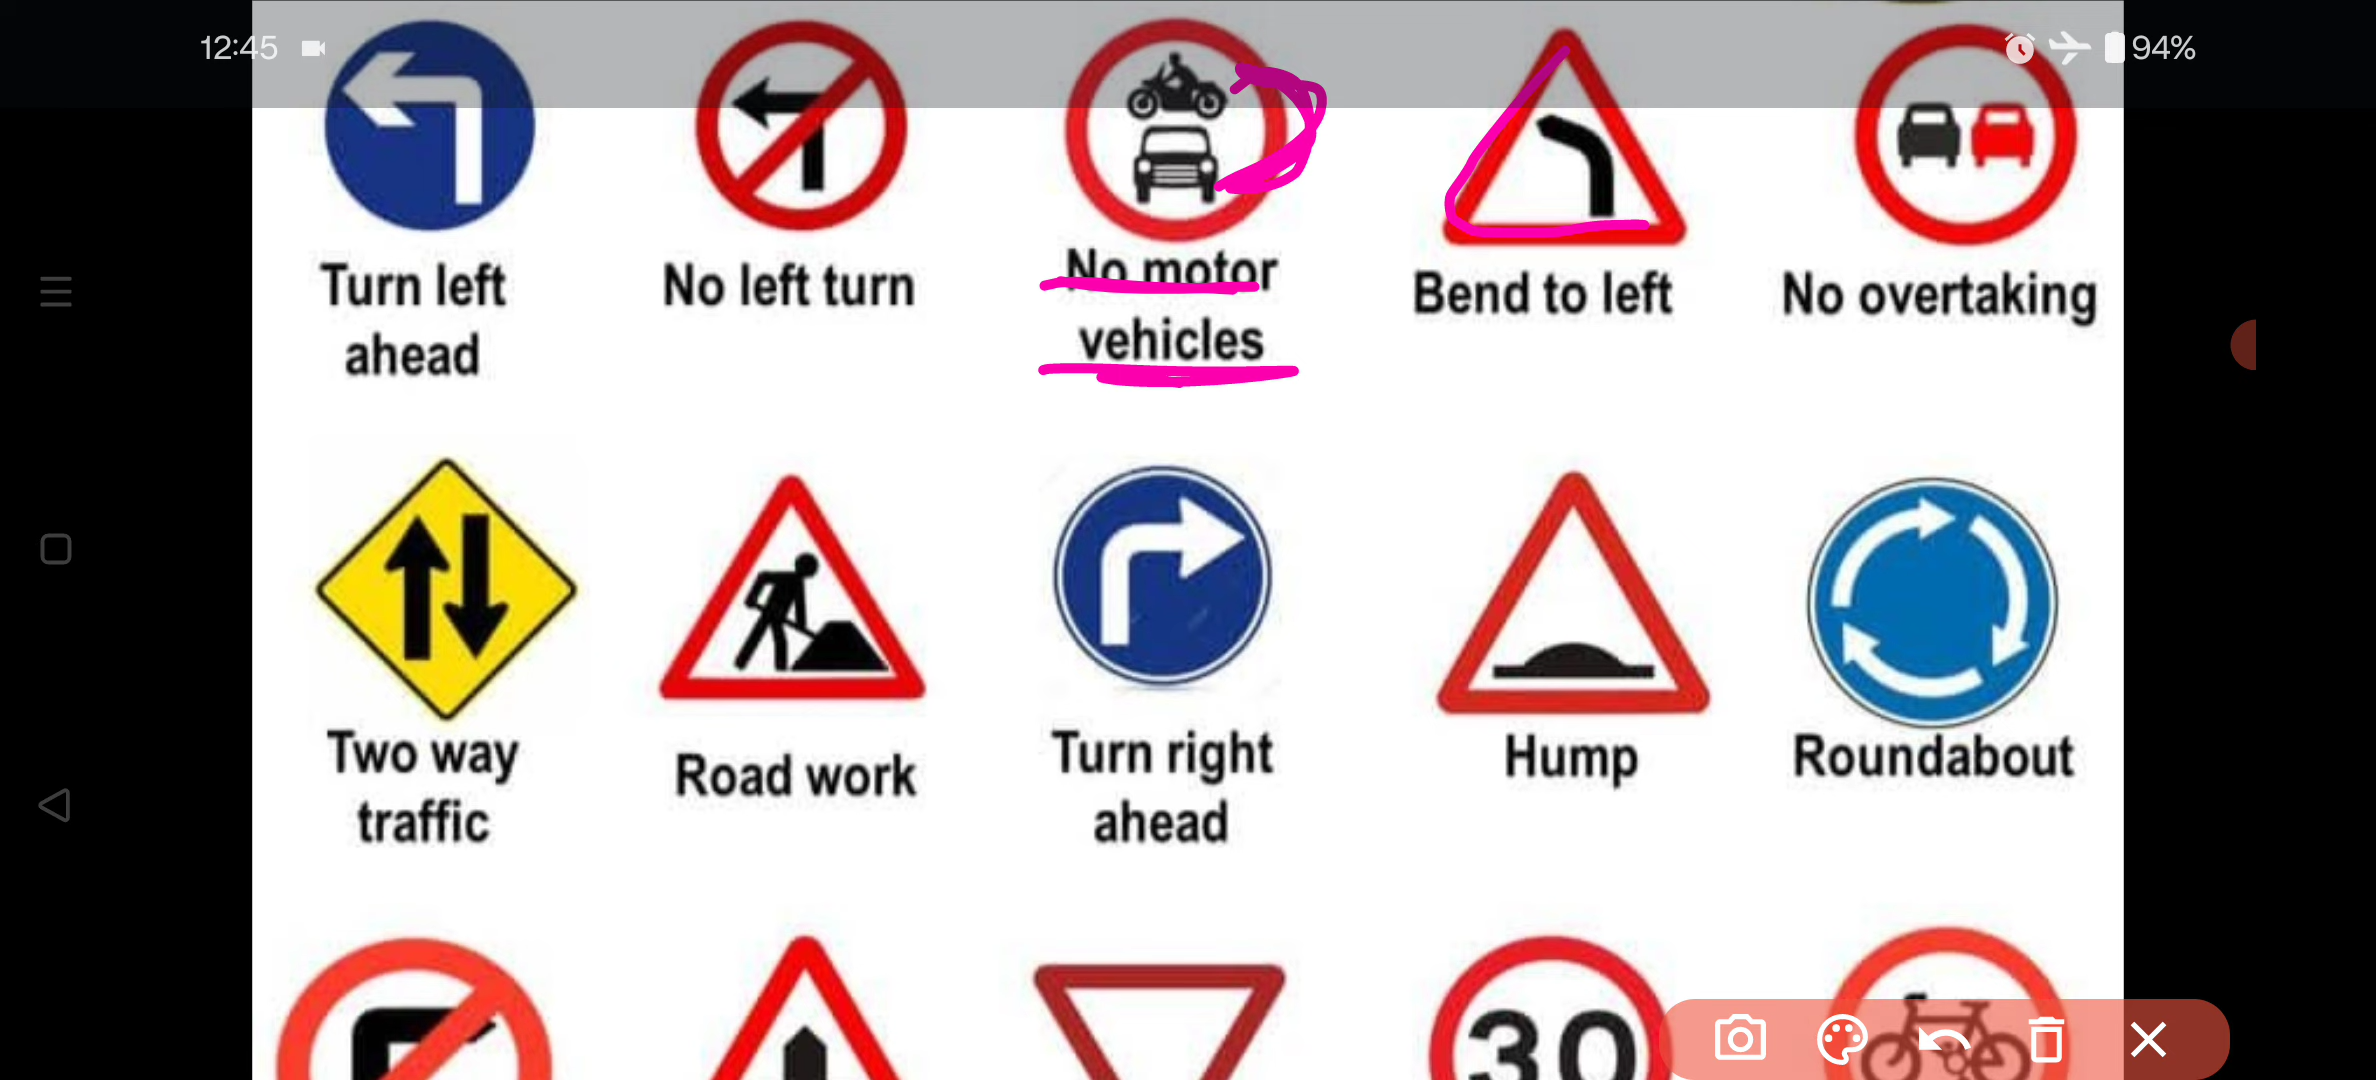 12:45
94%
Turn left
ahead
No left turn
No motor
vehicles
Bend to left
No overtaking
Two way
traffic
Road work
Turn right
ahead
Hump
Roundabout
30